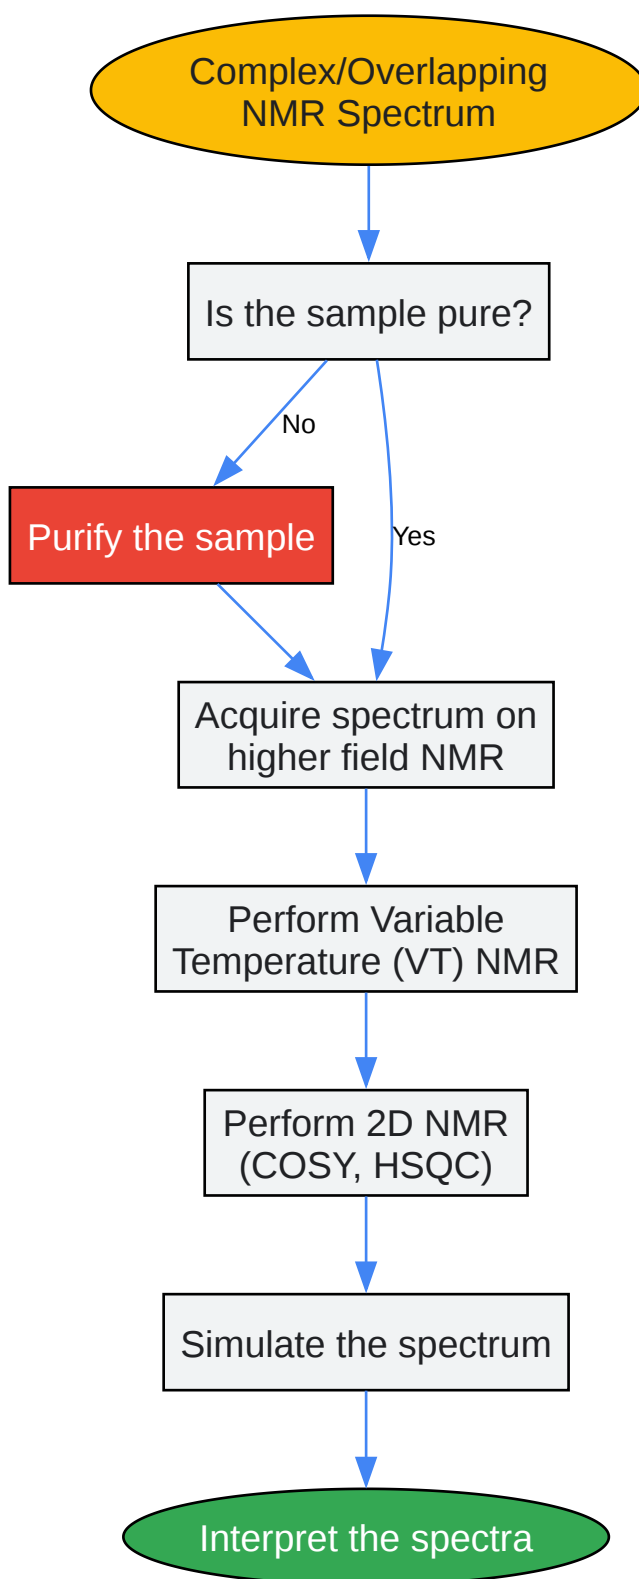 Complex/Overlapping
NMR Spectrum
Is the sample pure?
No
Purify the sample
Yes
Acquire spectrum on
higher field NMR
Perform Variable
Temperature (VT) NMR
Perform 2D NMR
(COSY, HSQC)
Simulate the spectrum
Interpret the spectra